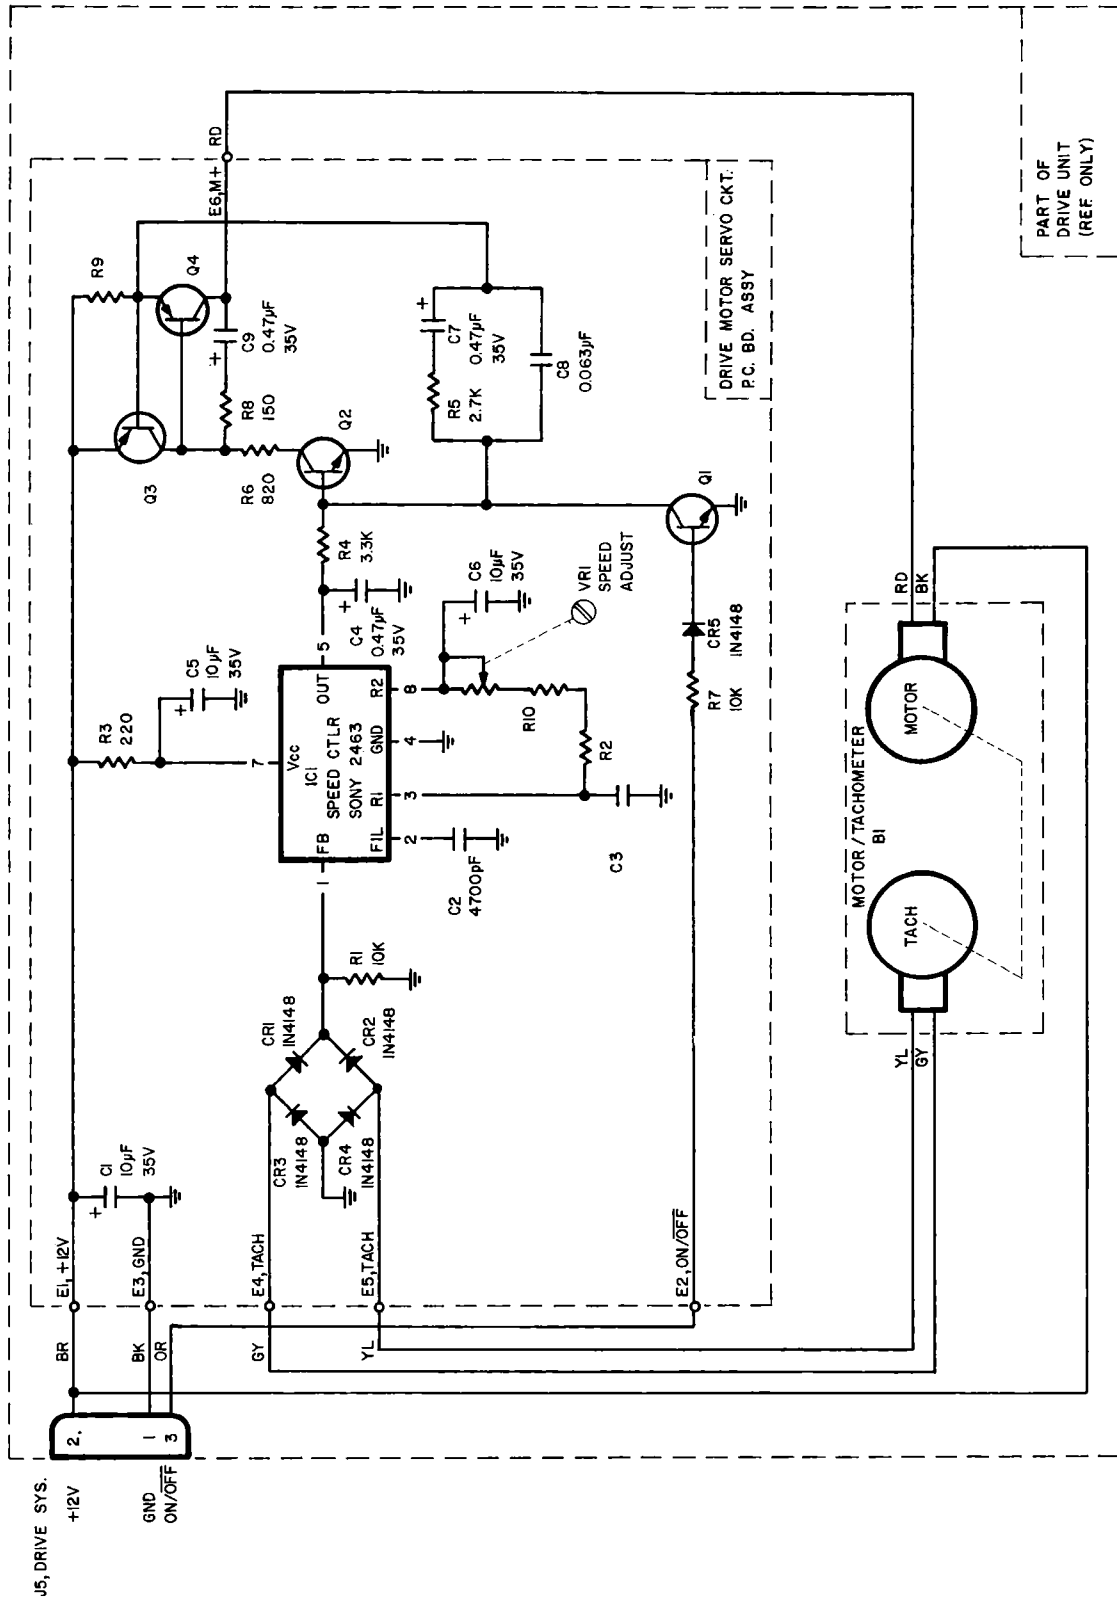 J5, DRIVE SYS.
+12V
GND
ON/OFF
2.
1
3
BR
BK
OR
GY
YL
E1, +12V
E3, GND
E4, TACH
E5, TACH
E2, ON/OFF
C1
10µF
35V
+
CR1
1N4148
CR2
1N4148
CR3
1N4148
CR4
1N4148
R1
10K
1
FB
Vcc
IC1
SPEED CTLR
SONY 2463
OUT
FIL
R1
GND
R2
7
5
2
3
4
8
C2
4700pF
C3
R2
R10
R3
220
C5
10µF
35V
+
C4
0.47µF
35V
+
R4
3.3K
C6
10µF
35V
+
VR1
SPEED
ADJUST
R7
10K
CR5
1N4148
Q1
Q2
R6
820
Q3
R8
150
C9
0.47µF
35V
+
Q4
R9
R5
2.7K
C7
0.47µF
35V
+
C8
0.063µF
E6, M+
RD
DRIVE MOTOR SERVO CKT.
P.C. BD. ASSY
MOTOR/TACHOMETER
B1
TACH
MOTOR
YL
GY
RD
BK
PART OF
DRIVE UNIT
(REF. ONLY)